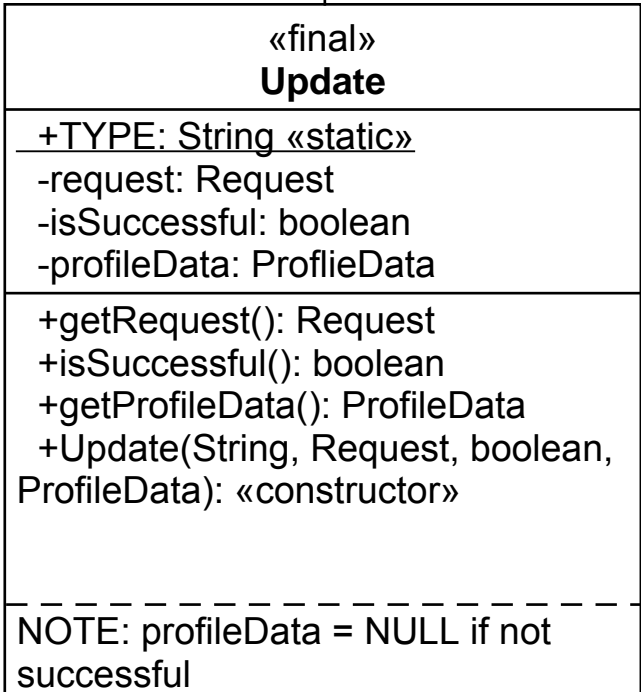 «final»
Update
+TYPE: String «static»
-request: Request
-isSuccessful: boolean
-profileData: ProflieData
+getRequest(): Request
+isSuccessful(): boolean
+getProfileData(): ProfileData
+Update(String, Request, boolean,
ProfileData): «constructor»
NOTE: profileData = NULL if not
successful